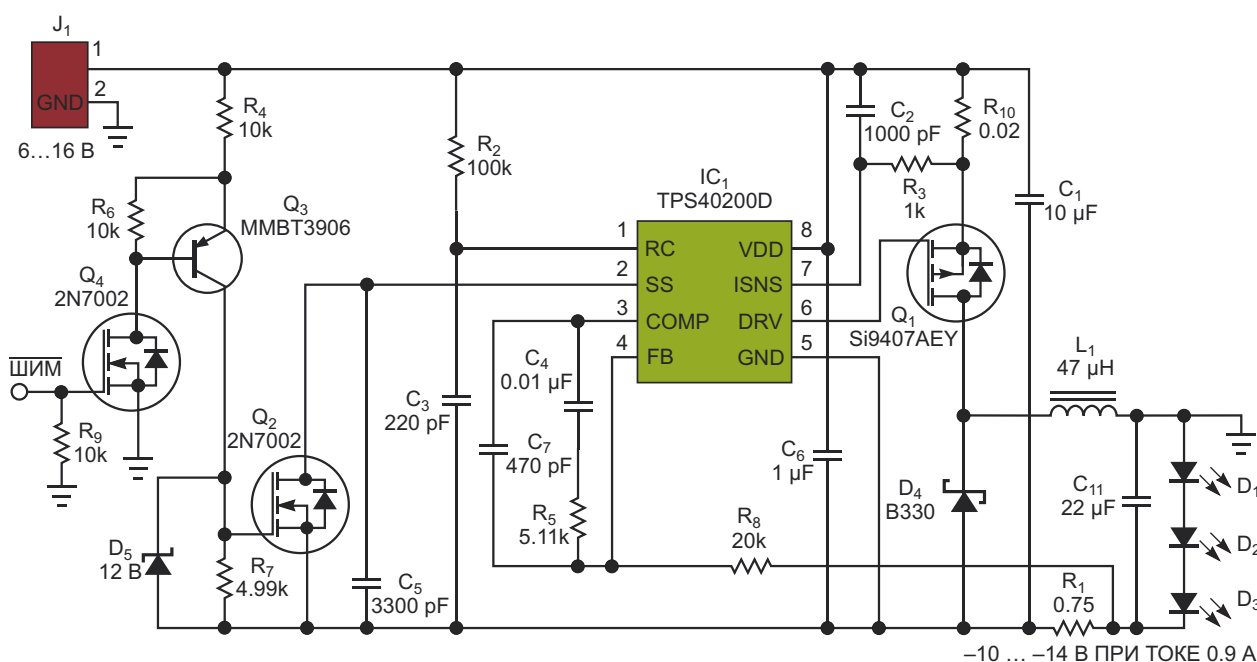 J1
1
2
GND
6...16 В
R4
10k
R2
100k
C2
1000 pF
R10
0.02
R3
1k
C1
10 µF
R6
10k
Q3
MMBT3906
IC1
TPS40200D
1
RC
VDD
8
2
SS
ISNS
7
3
COMP
DRV
6
4
FB
GND
5
Q4
2N7002
Q1
Si9407AEY
ШИМ
R9
10k
Q2
2N7002
C3
220 pF
C4
0.01 µF
C7
470 pF
R5
5.11k
C6
1 µF
L1
47 µH
D4
B330
C11
22 µF
D1
D2
D3
D5
12 В
R7
4.99k
C5
3300 pF
R8
20k
R1
0.75
–10 ... –14 В ПРИ ТОКЕ 0.9 А